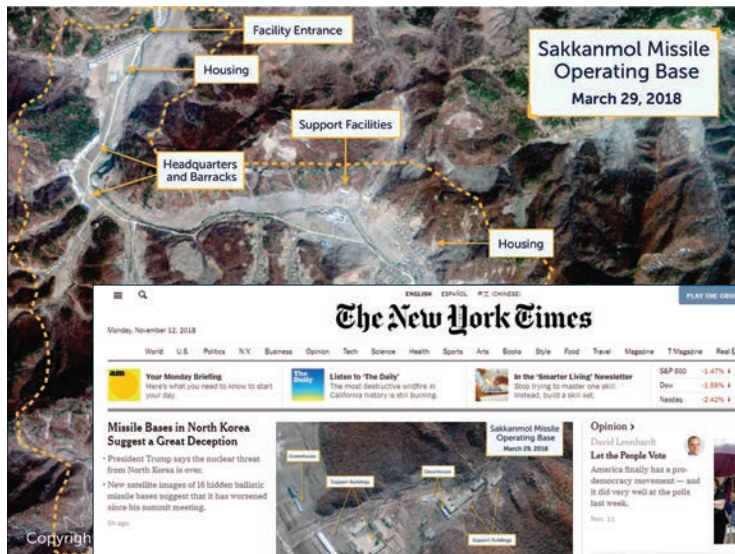 Facility Entrance
Housing
Sakkanmol Missile
Operating Base
March 29, 2018
Support Facilities
Headquarters
and Barracks
Housing
ENGLISH ESPAÑOL 中文 (CHINESE)
PLAY THE
The New York Times
Monday, November 12, 2018
World U.S. Politics N.Y. Business Opinion Tech Science Health Sports Arts Books Style Food Travel Magazine T Magazine Real E
am
Your Monday Briefing
Here's what you need to know to start
your day.
The
Daily
Listen to 'The Daily'
The most destructive wildfire in
California history is still burning.
In the 'Smarter Living' Newsletter
Stop trying to master one skill.
Instead, build a skill set.
S&P 500 -1.47% ↓
Dow -1.59% ↓
Nasdaq -2.42% ↓
Missile Bases in North Korea
Suggest a Great Deception
• President Trump says the nuclear threat
from North Korea is over.
• New satellite images of 16 hidden ballistic
missile bases suggest that it has worsened
since his summit meeting.
5h ago
Sakkanmol Missile
Operating Base
March 29, 2018
Greenhouse
Support Buildings
Greenhouse
Support Buildings
Opinion >
David Leonhardt
Let the People Vote
America finally has a pro-
democracy movement — and
it did very well at the polls
last week.
Nov. 11
Copyrigh